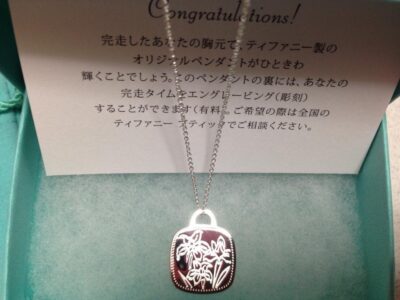 Congratulations!
完走したあなたの胸元で、ティファニー製の
オリジナルペンダントがひときわ
輝くことでしょう。このペンダントの裏には、あなたの
完走タイムをエングレービング（彫刻）
することができます（有料）。ご希望の際は全国の
ティファニー ブティックでご相談ください。